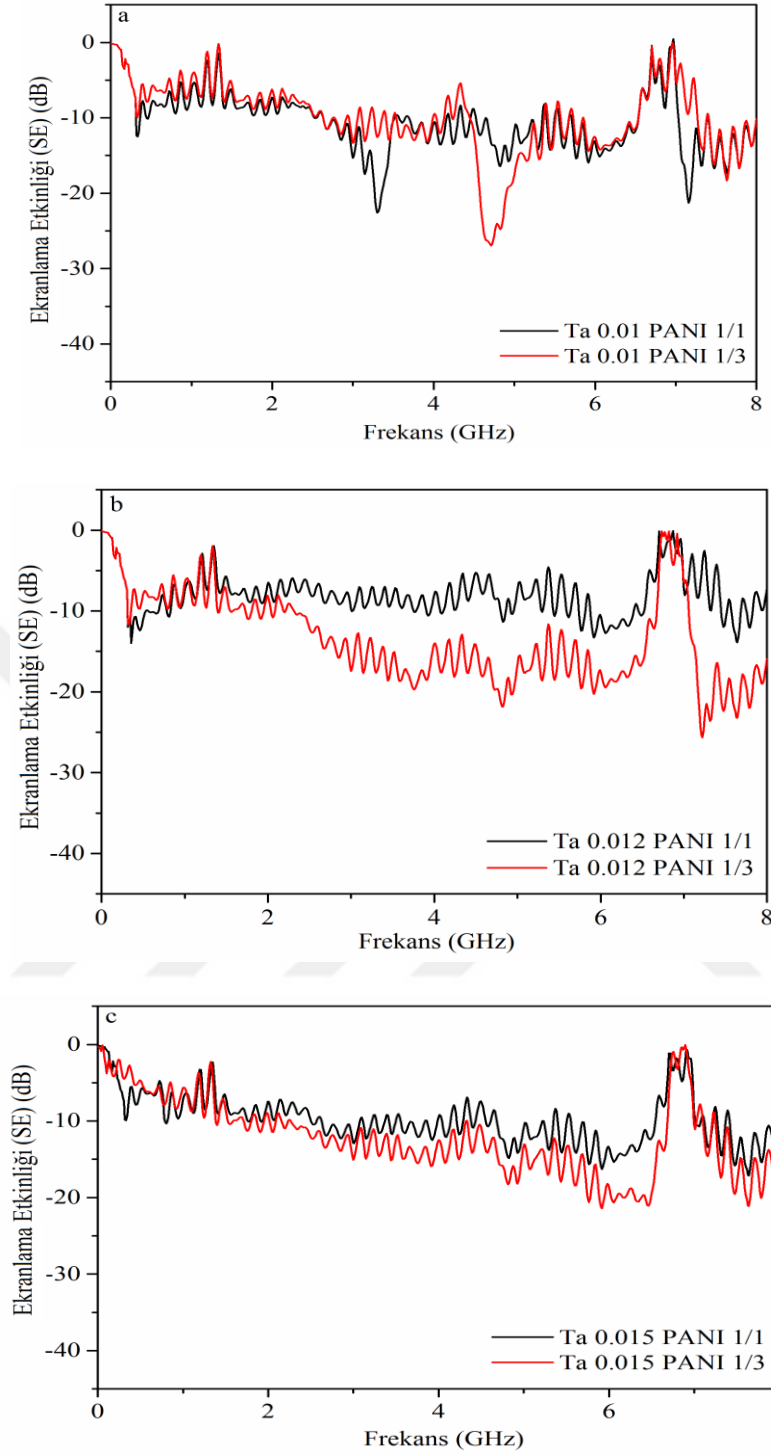 a
0
-10
-20
-30
-40
Ekranlama Etkinliği (SE) (dB)
Ta 0.01 PANI 1/1
Ta 0.01 PANI 1/3
0 2 4 6 8
Frekans (GHz)
b
0
-10
-20
-30
-40
Ekranlama Etkinliği (SE) (dB)
Ta 0.012 PANI 1/1
Ta 0.012 PANI 1/3
0 2 4 6 8
Frekans (GHz)
c
0
-10
-20
-30
-40
Ekranlama Etkinliği (SE) (dB)
Ta 0.015 PANI 1/1
Ta 0.015 PANI 1/3
0 2 4 6
Frekans (GHz)